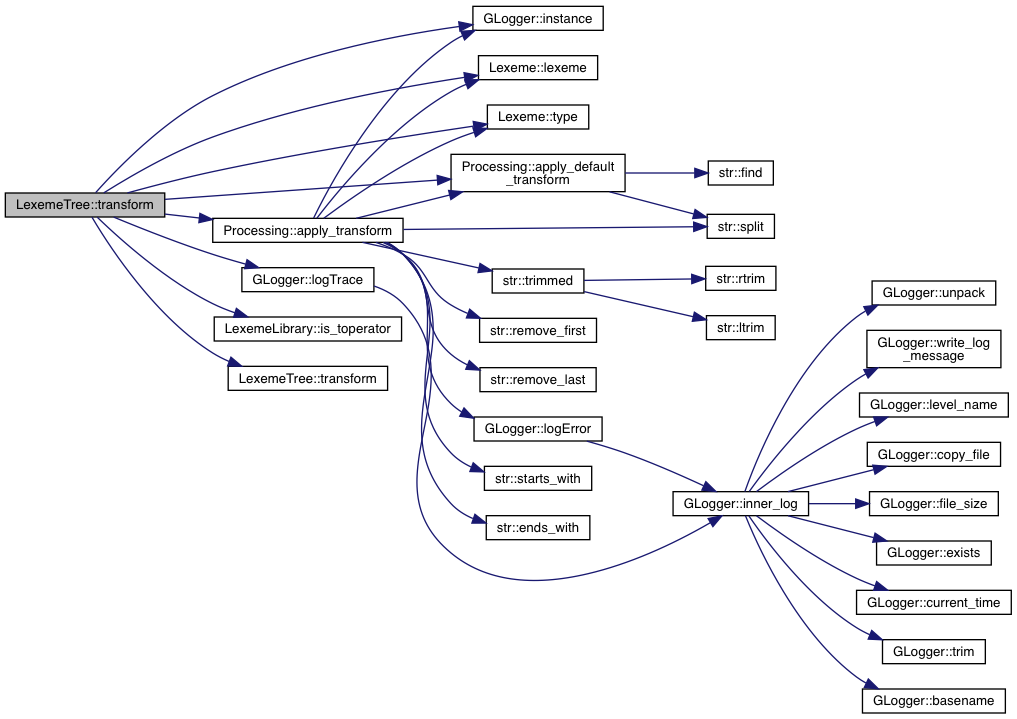 LexemeTree::transform
Processing::apply_transform
GLogger::logTrace
LexemeLibrary::is_toperator
LexemeTree::transform
GLogger::instance
Lexeme::lexeme
Lexeme::type
Processing::apply_default
_transform
str::trimmed
str::remove_first
str::remove_last
GLogger::logError
str::starts_with
str::ends_with
str::find
str::split
str::rtrim
str::ltrim
GLogger::inner_log
GLogger::unpack
GLogger::write_log
_message
GLogger::level_name
GLogger::copy_file
GLogger::file_size
GLogger::exists
GLogger::current_time
GLogger::trim
GLogger::basename